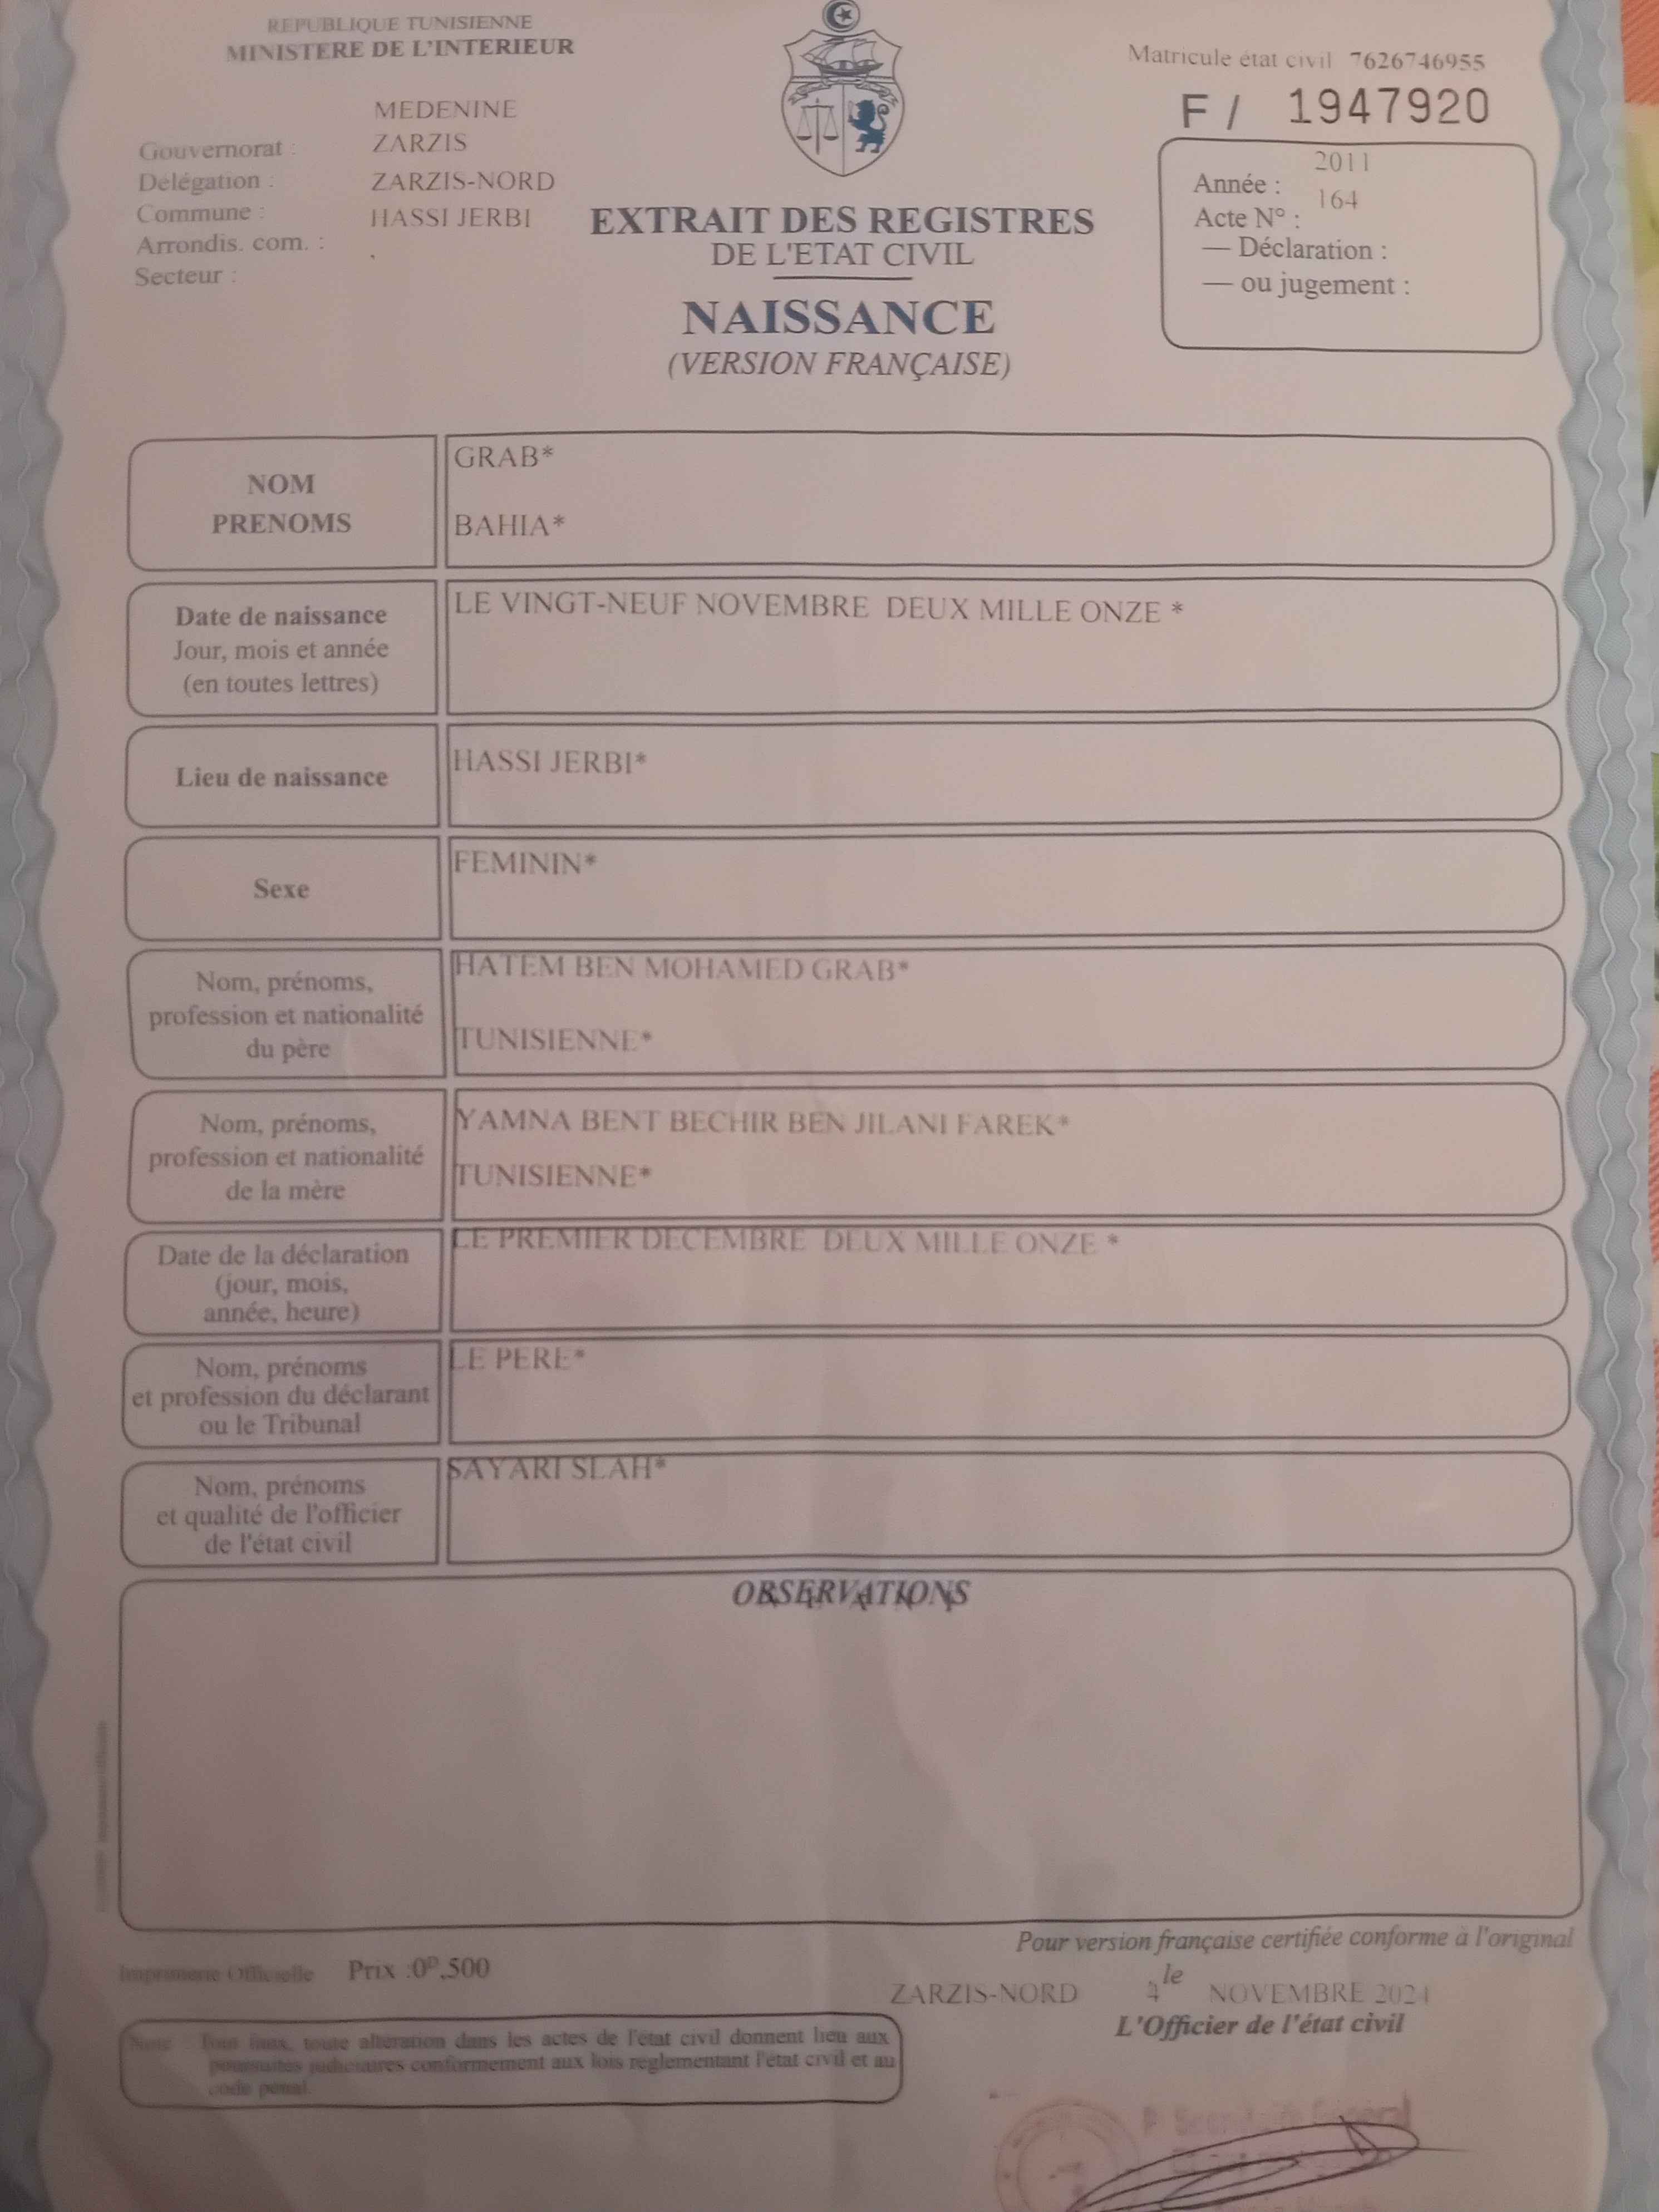 REPUBLIQUE TUNISIENNE
MINISTERE DE L'INTERIEUR
Matricule état civil 7626746955
F / 1947920
MEDENINE
Gouvernorat : ZARZIS
Délégation : ZARZIS-NORD
Commune : HASSI JERBI
Arrondis. com. :
Secteur :
2011
Année :
164
Acte N° :
— Déclaration :
— ou jugement :
EXTRAIT DES REGISTRES
DE L'ETAT CIVIL
NAISSANCE
(VERSION FRANÇAISE)
NOM
PRENOMS
GRAB*
BAHIA*
Date de naissance
Jour, mois et année
(en toutes lettres)
LE VINGT-NEUF NOVEMBRE DEUX MILLE ONZE *
Lieu de naissance
HASSI JERBI*
Sexe
FEMININ*
Nom, prénoms,
profession et nationalité
du père
HATEM BEN MOHAMED GRAB*
TUNISIENNE*
Nom, prénoms,
profession et nationalité
de la mère
YAMNA BENT BECHIR BEN JILANI FAREK*
TUNISIENNE*
Date de la déclaration
(jour, mois,
année, heure)
LE PREMIER DECEMBRE DEUX MILLE ONZE *
Nom, prénoms
et profession du déclarant
ou le Tribunal
LE PERE*
Nom, prénoms
et qualité de l'officier
de l'état civil
SAYARI SLAH*
OBSERVATIONS
Pour version française certifiée conforme à l'original
Imprimerie Officielle Prix :0D,500
le
ZARZIS-NORD 4 NOVEMBRE 2024
L'Officier de l'état civil
Tout faux, toute altération dans les actes de l'état civil donnent lieu aux
poursuites judiciaires conformement aux lois réglementant l'état civil et au
code pénal.
P Secrétaire Général